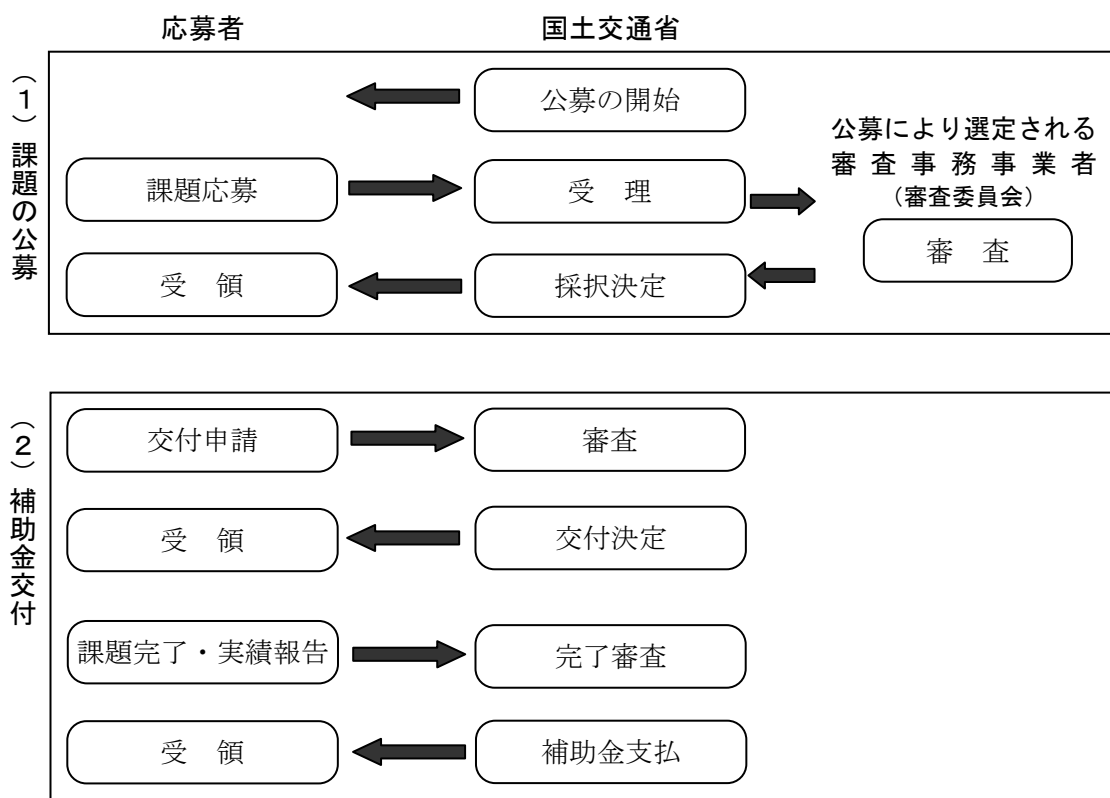 応募者
国土交通省
（１）課題の公募
公募の開始
公募により選定される
審査事務事業者
（審査委員会）
課題応募
受　理
審　査
受　領
採択決定
（２）補助金交付
交付申請
審査
受　領
交付決定
課題完了・実績報告
完了審査
受　領
補助金支払